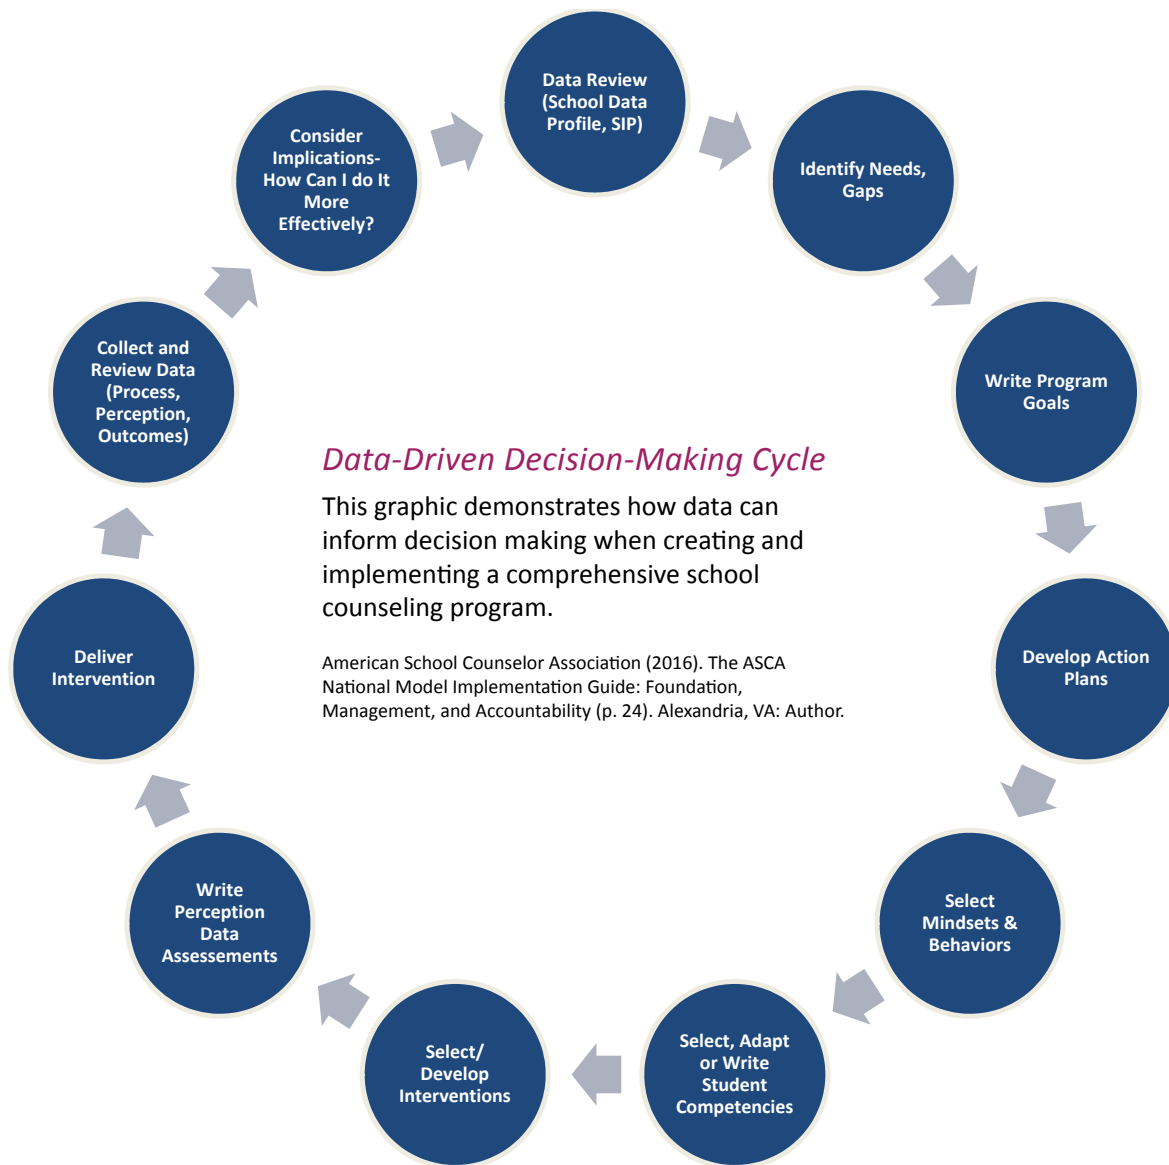 Data Review
(School Data
Profile, SIP)
Identify Needs,
Gaps
Write Program
Goals
Develop Action
Plans
Select
Mindsets &
Behaviors
Select, Adapt
or Write
Student
Competencies
Select/
Develop
Interventions
Write
Perception
Data
Assessements
Deliver
Intervention
Collect and
Review Data
(Process,
Perception,
Outcomes)
Consider
Implications-
How Can I do It
More
Effectively?
Data-Driven Decision-Making Cycle
This graphic demonstrates how data can
inform decision making when creating and
implementing a comprehensive school
counseling program.
American School Counselor Association (2016). The ASCA
National Model Implementation Guide: Foundation,
Management, and Accountability (p. 24). Alexandria, VA: Author.